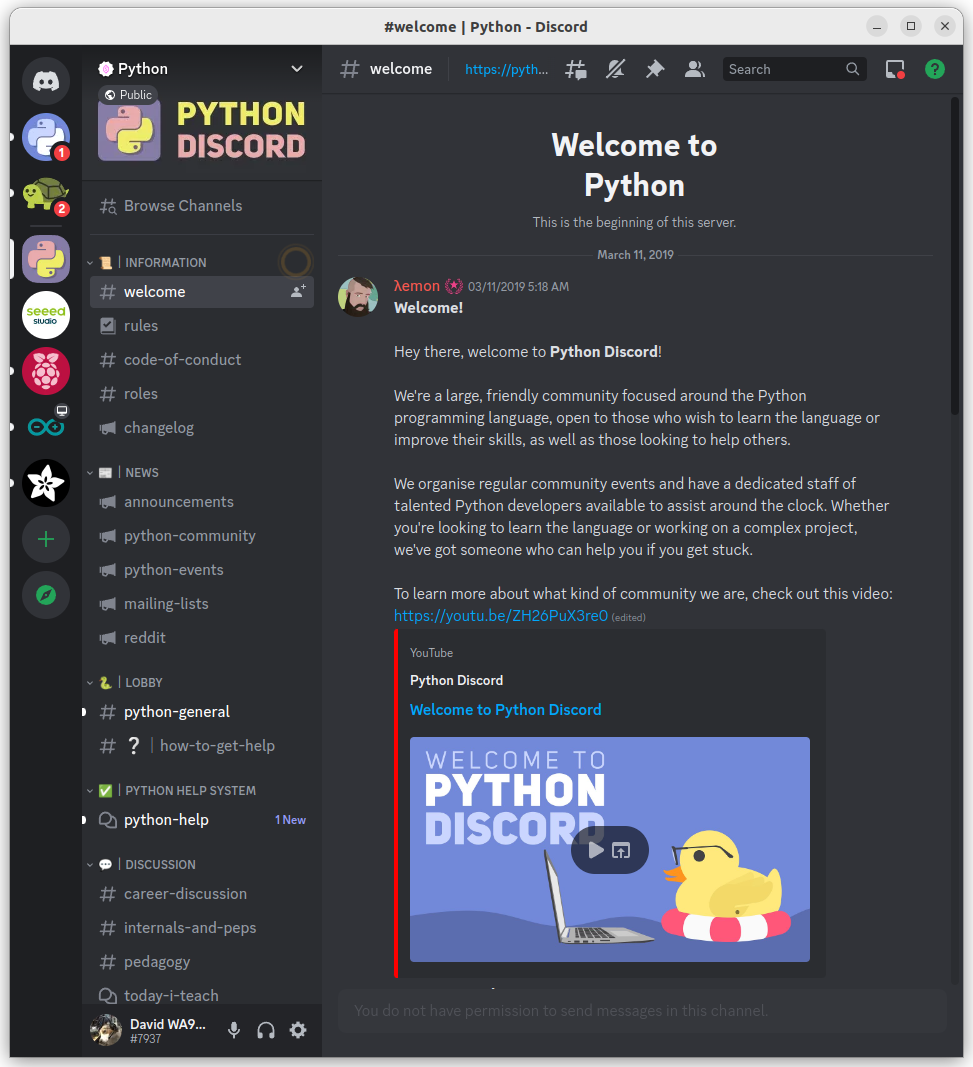 #welcome | Python - Discord
Python
Public
PYTHON
DISCORD
1
2
seeed
studio
Browse Channels
INFORMATION
welcome
rules
code-of-conduct
roles
changelog
NEWS
announcements
python-community
python-events
mailing-lists
reddit
LOBBY
python-general
how-to-get-help
PYTHON HELP SYSTEM
python-help 1 New
DISCUSSION
career-discussion
internals-and-peps
pedagogy
today-i-teach
David WA9...
#7937
welcome https://pyth... Search
Welcome to
Python
This is the beginning of this server.
March 11, 2019
λemon 03/11/2019 5:18 AM
Welcome!
Hey there, welcome to Python Discord!
We're a large, friendly community focused around the Python
programming language, open to those who wish to learn the language or
improve their skills, as well as those looking to help others.
We organise regular community events and have a dedicated staff of
talented Python developers available to assist around the clock. Whether
you're looking to learn the language or working on a complex project,
we've got someone who can help you if you get stuck.
To learn more about what kind of community we are, check out this video:
https://youtu.be/ZH26PuX3re0 (edited)
YouTube
Python Discord
Welcome to Python Discord
WELCOME TO
PYTHON
DISCORD
You do not have permission to send messages in this channel.